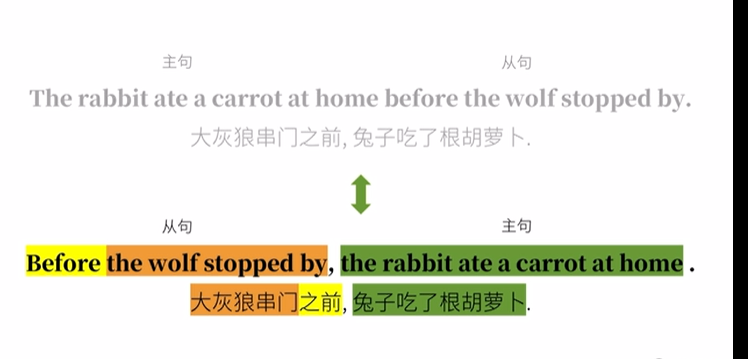 主句 从句
The rabbit ate a carrot at home before the wolf stopped by.
大灰狼串门之前, 兔子吃了根胡萝卜.
从句 主句
Before the wolf stopped by, the rabbit ate a carrot at home .
大灰狼串门之前, 兔子吃了根胡萝卜.